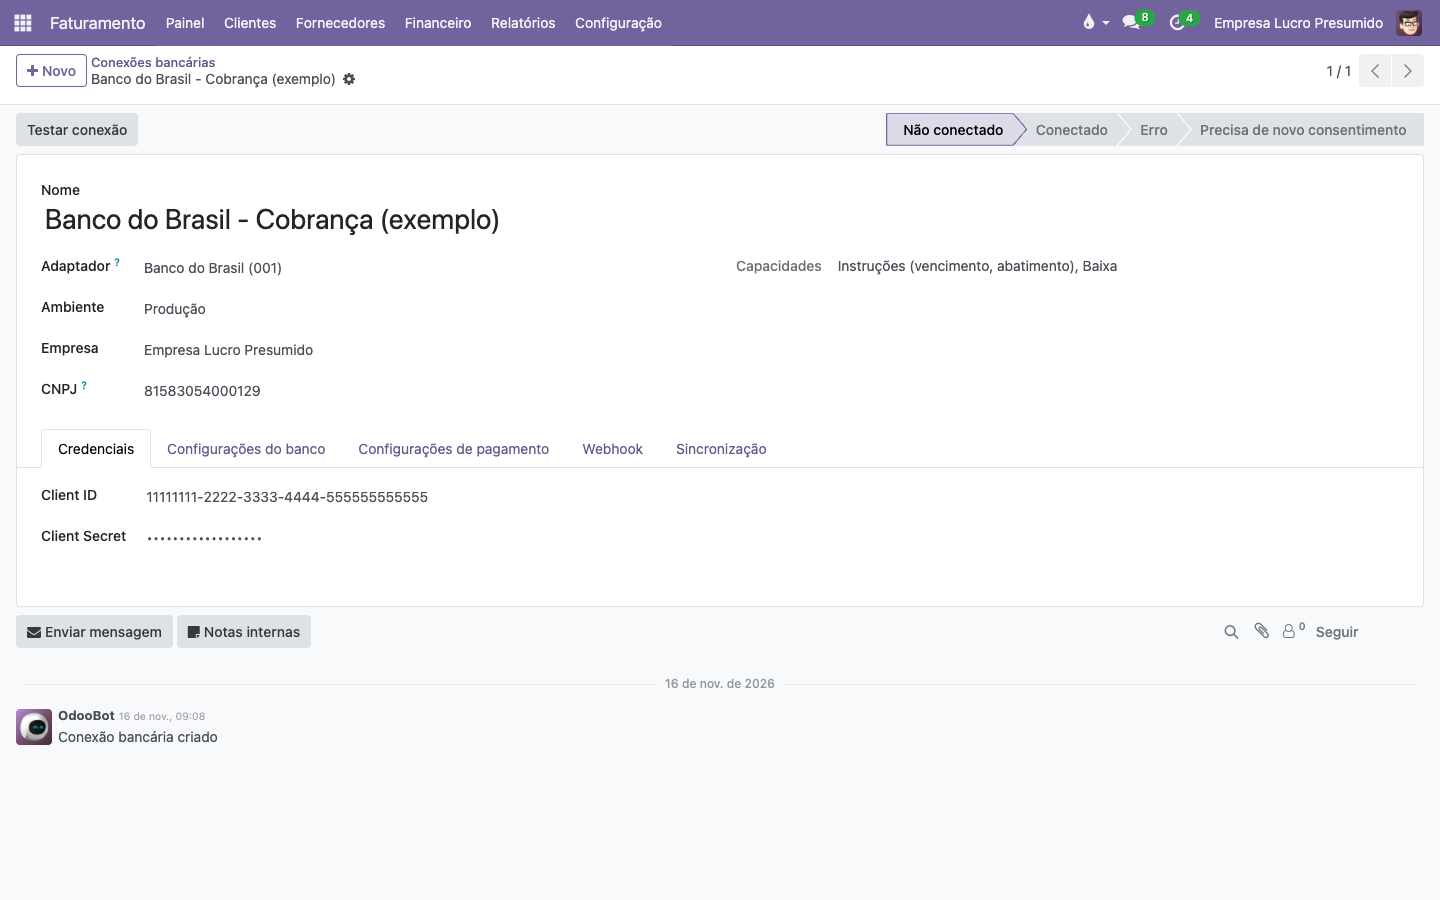 Faturamento Painel Clientes Fornecedores Financeiro Relatórios Configuração 8 4 Empresa Lucro Presumido
Novo
Conexões bancárias
Banco do Brasil - Cobrança (exemplo)
1 / 1
Testar conexão
Não conectado Conectado Erro Precisa de novo consentimento
Nome
Banco do Brasil - Cobrança (exemplo)
Adaptador ? Banco do Brasil (001)
Capacidades Instruções (vencimento, abatimento), Baixa
Ambiente Produção
Empresa Empresa Lucro Presumido
CNPJ ? 81583054000129
Credenciais Configurações do banco Configurações de pagamento Webhook Sincronização
Client ID 11111111-2222-3333-4444-555555555555
Client Secret ••••••••••••••••••
Enviar mensagem Notas internas 0 Seguir
16 de nov. de 2026
OdooBot 16 de nov., 09:08
Conexão bancária criado